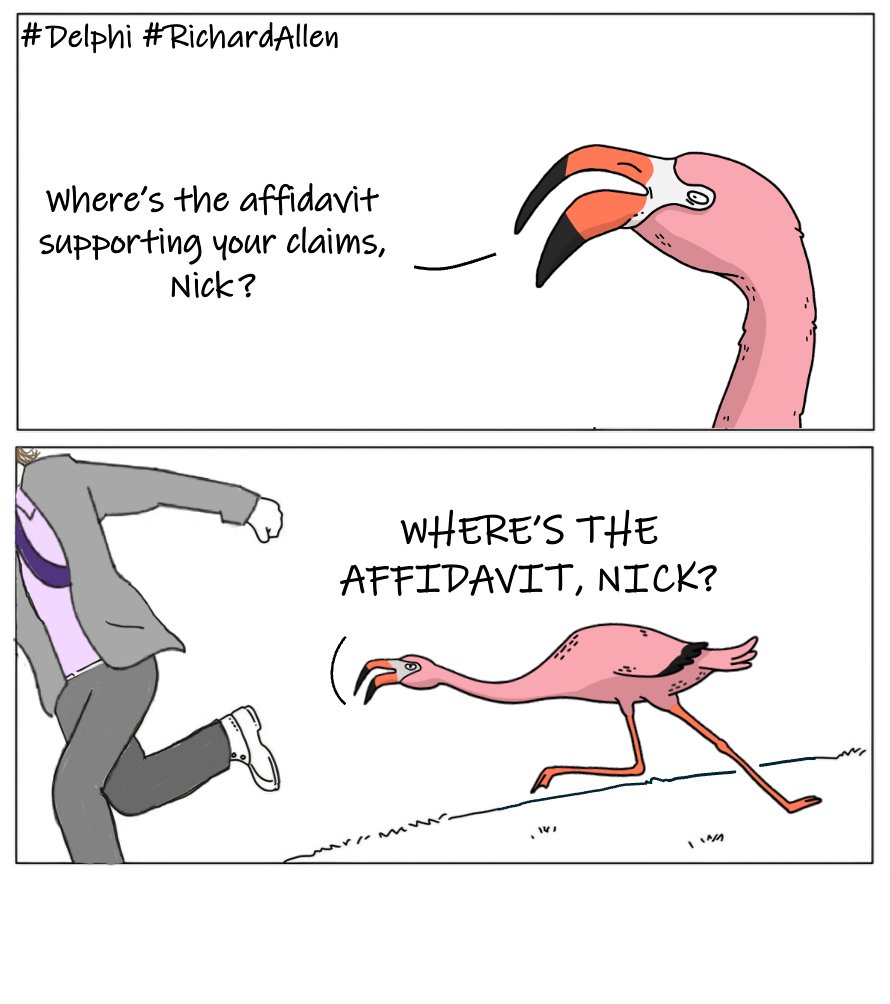 #Delphi #RichardAllen
Where's the affidavit
supporting your claims,
Nick?
WHERE'S THE
AFFIDAVIT, NICK?